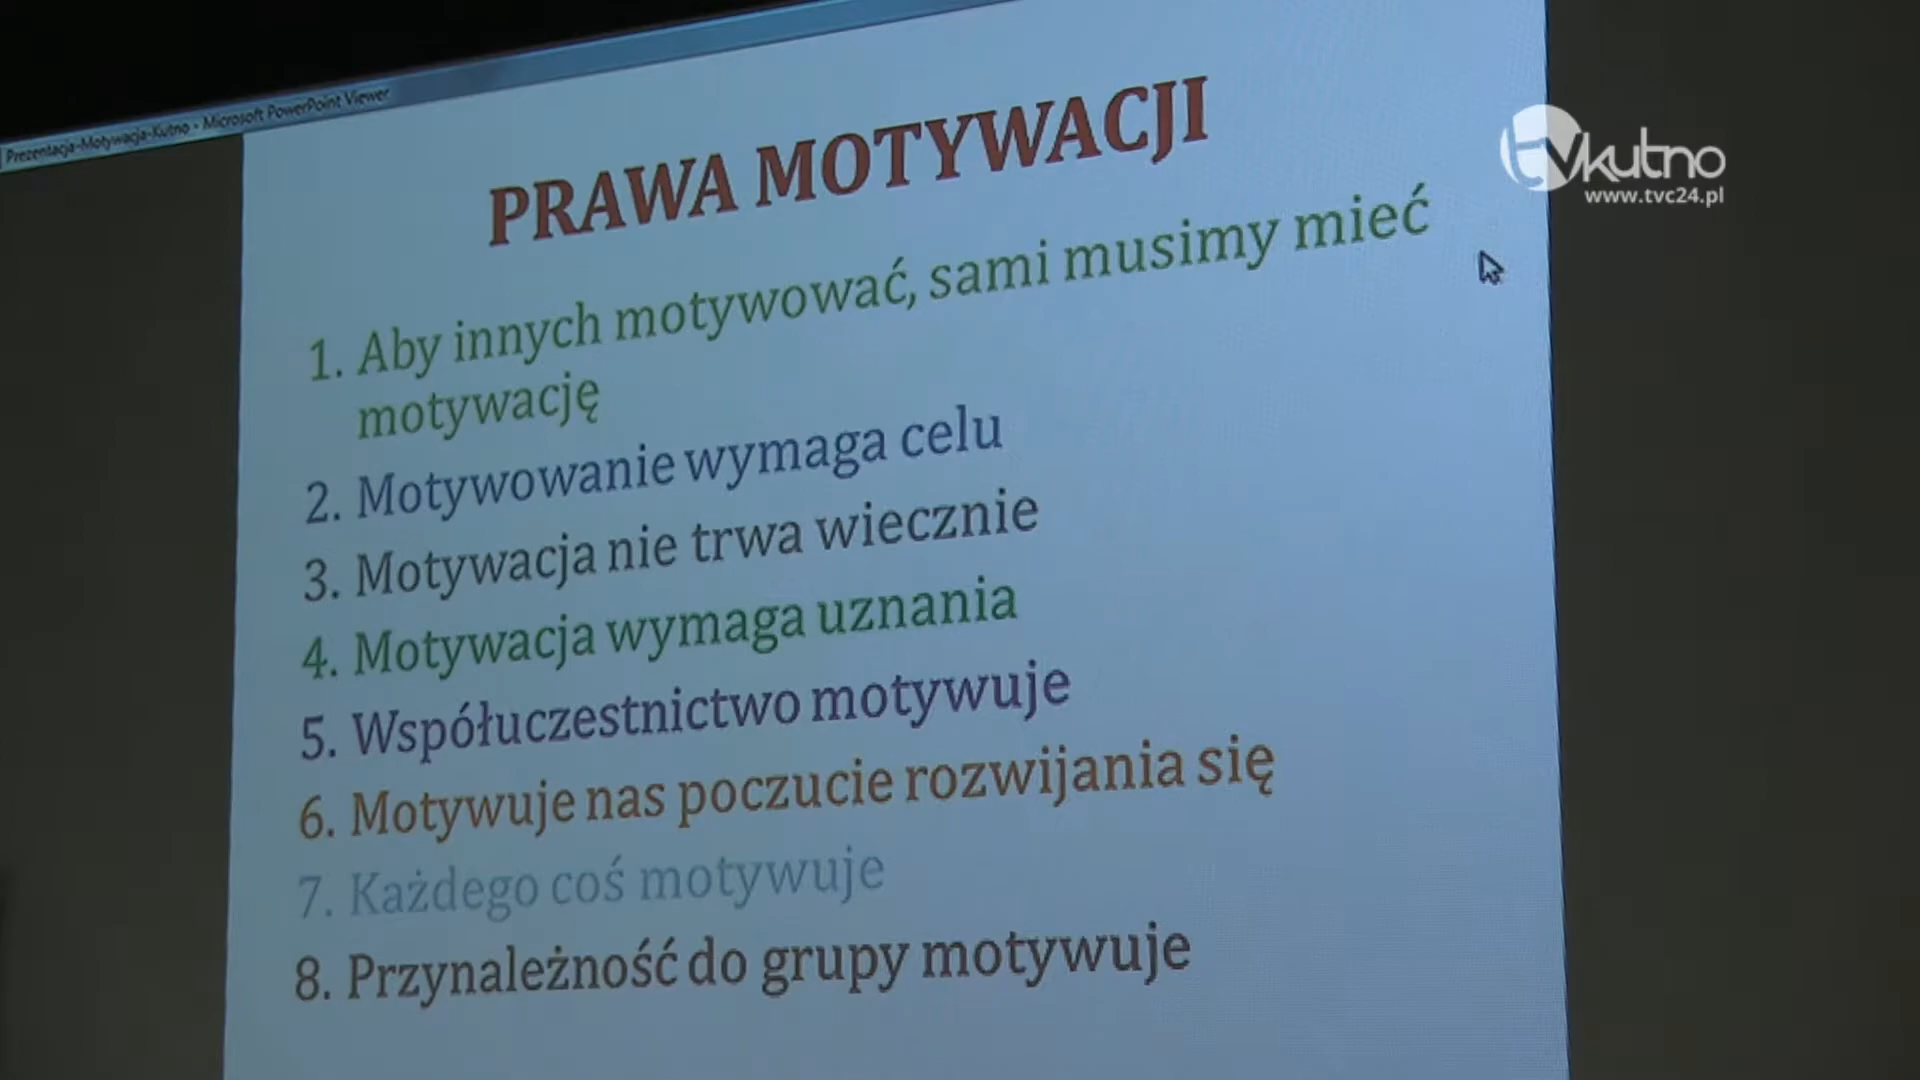 Prezentacja-Motywacja-Kutno - Microsoft PowerPoint Viewer
PRAWA MOTYWACJI
tvkutno
www.tvc24.pl
1. Aby innych motywować, sami musimy mieć
motywację
2. Motywowanie wymaga celu
3. Motywacja nie trwa wiecznie
4. Motywacja wymaga uznania
5. Współuczestnictwo motywuje
6. Motywuje nas poczucie rozwijania się
7. Każdego coś motywuje
8. Przynależność do grupy motywuje